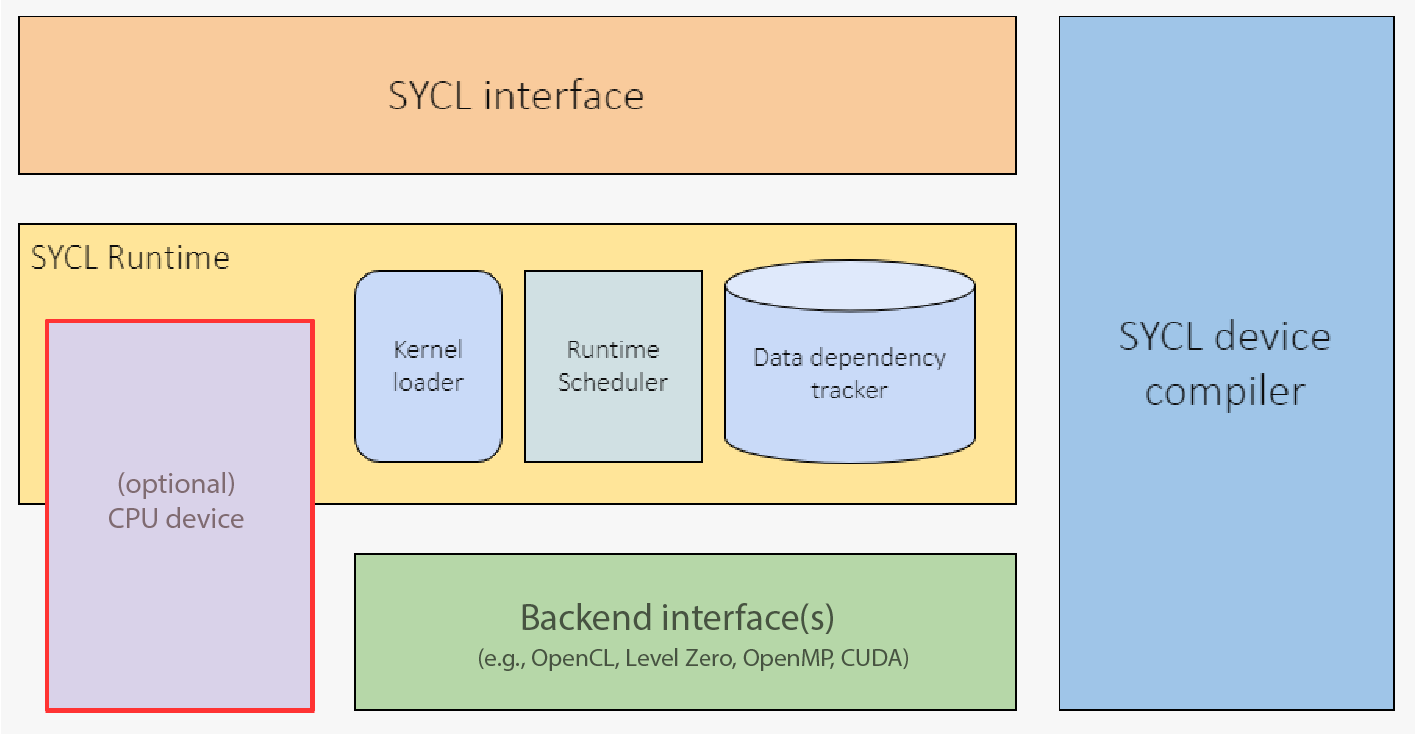 SYCL interface
SYCL Runtime
Kernel
loader
Runtime
Scheduler
Data dependency
tracker
(optional)
CPU device
Backend interface(s)
(e.g., OpenCL, Level Zero, OpenMP, CUDA)
SYCL device
compiler